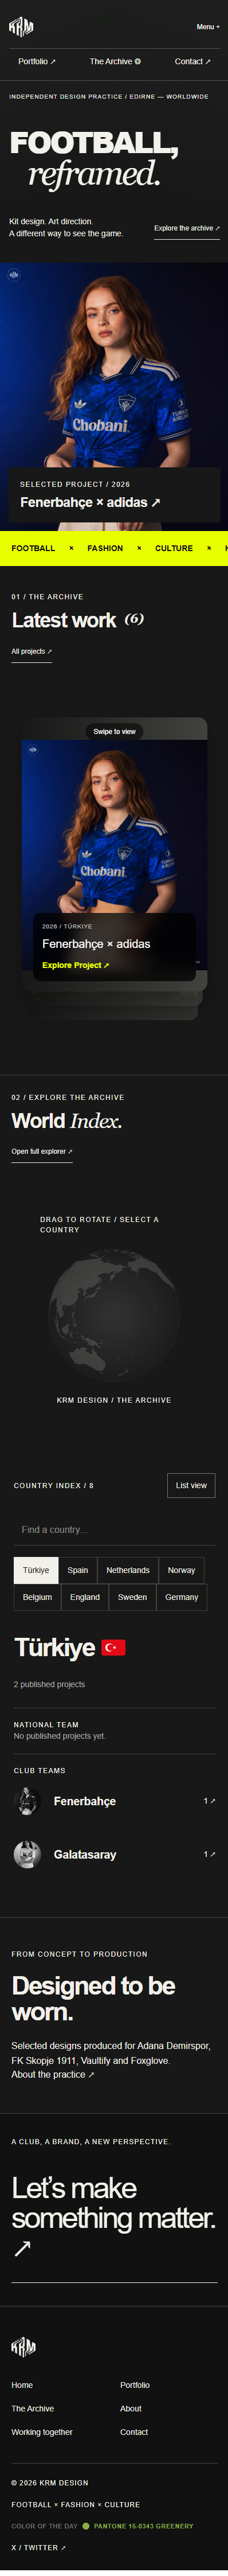 KRM
Menu +
Portfolio ↗
The Archive ❂
Contact ↗
INDEPENDENT DESIGN PRACTICE / EDIRNE — WORLDWIDE
FOOTBALL,
reframed.
Kit design. Art direction.
A different way to see the game.
Explore the archive ↗
Chobani
TURKISH
AIRLINES
SELECTED PROJECT / 2026
Fenerbahçe × adidas ↗
FOOTBALL × FASHION × CULTURE ×
01 / THE ARCHIVE
Latest work (6)
All projects ↗
Swipe to view
Chobani
2026 / TÜRKIYE
Fenerbahçe × adidas
Explore Project ↗
02 / EXPLORE THE ARCHIVE
World Index.
Open full explorer ↗
DRAG TO ROTATE / SELECT A
COUNTRY
KRM DESIGN / THE ARCHIVE
COUNTRY INDEX / 8
List view
Find a country…
Türkiye
Spain
Netherlands
Norway
Belgium
England
Sweden
Germany
Türkiye
2 published projects
NATIONAL TEAM
No published projects yet.
CLUB TEAMS
Fenerbahçe 1 ↗
Galatasaray 1 ↗
FROM CONCEPT TO PRODUCTION
Designed to be
worn.
Selected designs produced for Adana Demirspor,
FK Skopje 1911, Vaultify and Foxglove.
About the practice ↗
A CLUB, A BRAND, A NEW PERSPECTIVE.
Let’s make
something matter.
↗
KRM
Home
Portfolio
The Archive
About
Working together
Contact
© 2026 KRM DESIGN
FOOTBALL × FASHION × CULTURE
COLOR OF THE DAY PANTONE 15-0343 GREENERY
X / TWITTER ↗